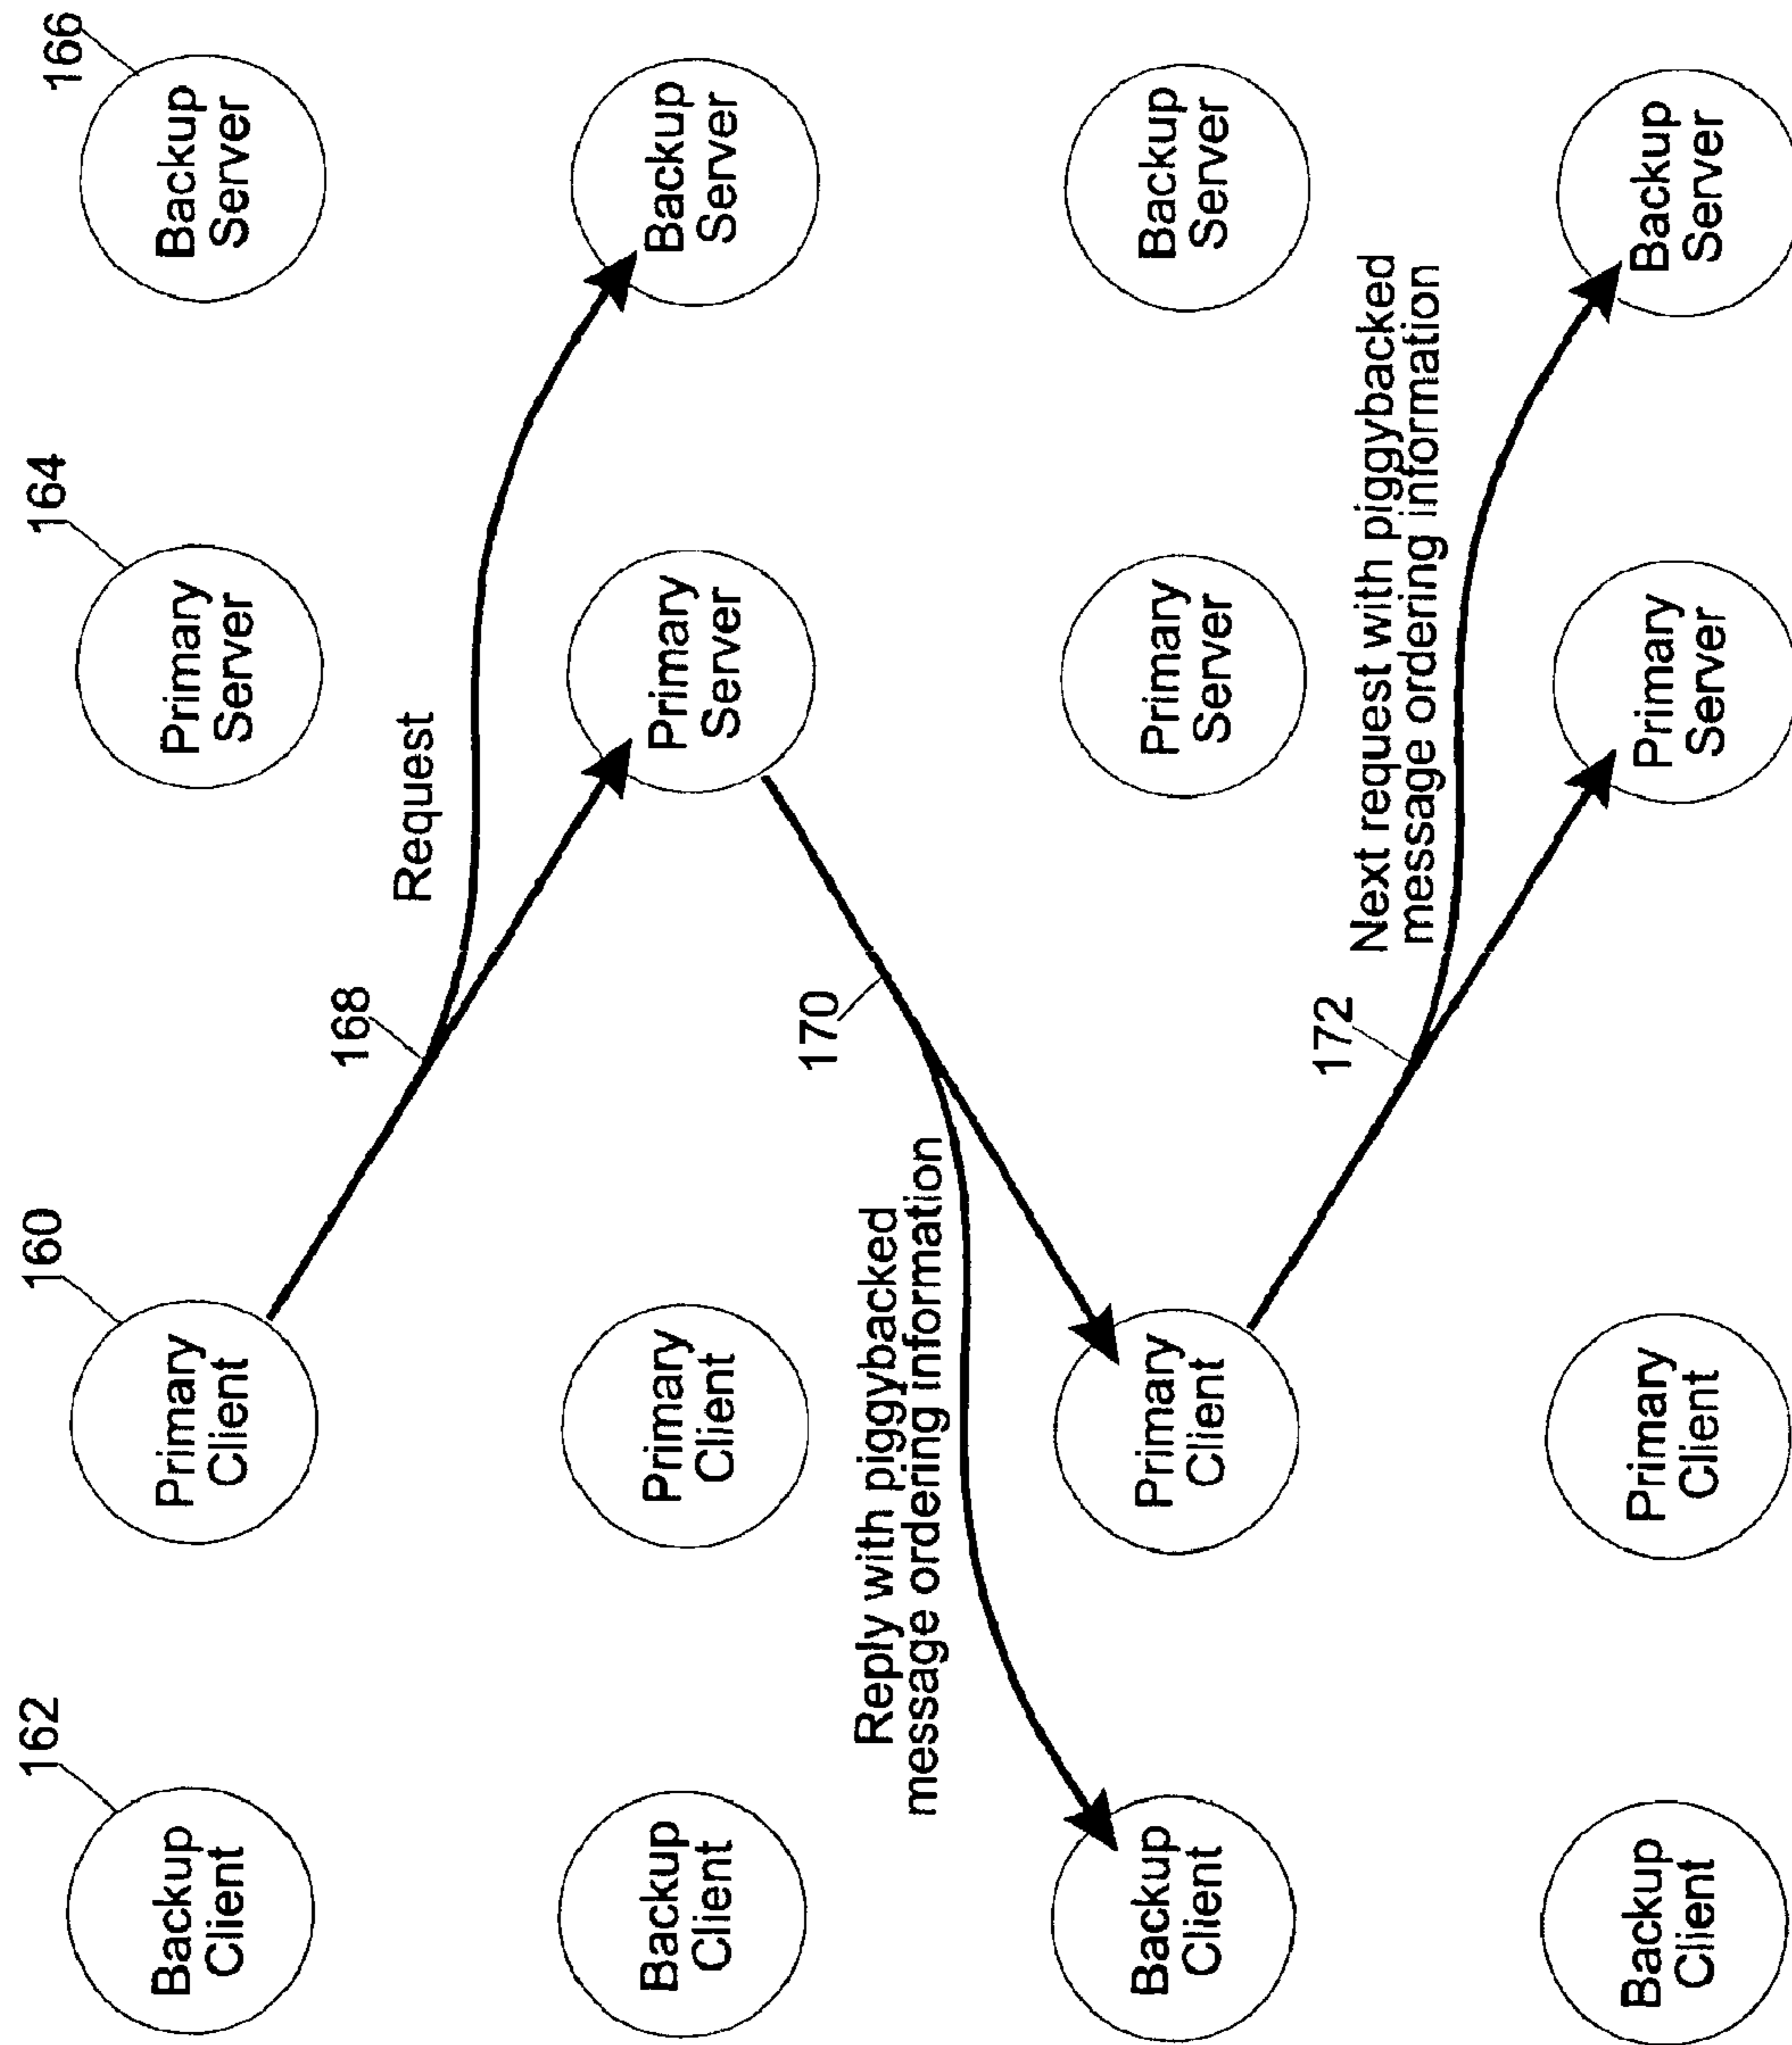 162
160
164
166
Backup
Client
Primary
Client
Primary
Server
Backup
Server
168
Request
Backup
Client
Primary
Client
Primary
Server
Backup
Server
170
Reply with piggybacked
message ordering information
Backup
Client
Primary
Client
Primary
Server
Backup
Server
172
Next request with piggybacked
message ordering information
Backup
Client
Primary
Client
Primary
Server
Backup
Server